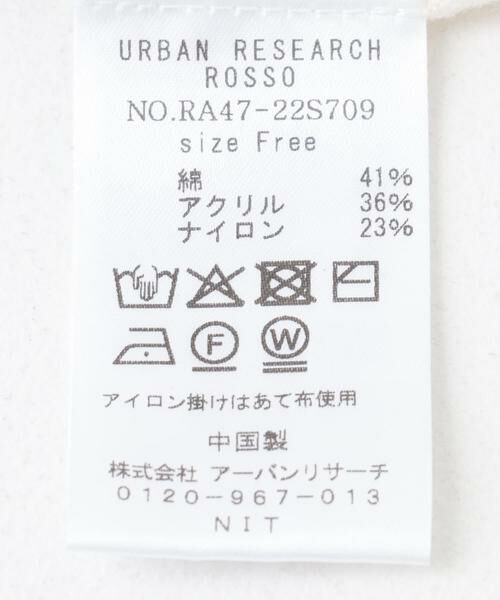 URBAN RESEARCH
ROSSO
NO.RA47-22S709
size Free
綿 41%
アクリル 36%
ナイロン 23%
F W
アイロン掛けはあて布使用
中国製
株式会社 アーバンリサーチ
0120-967-013
NIT